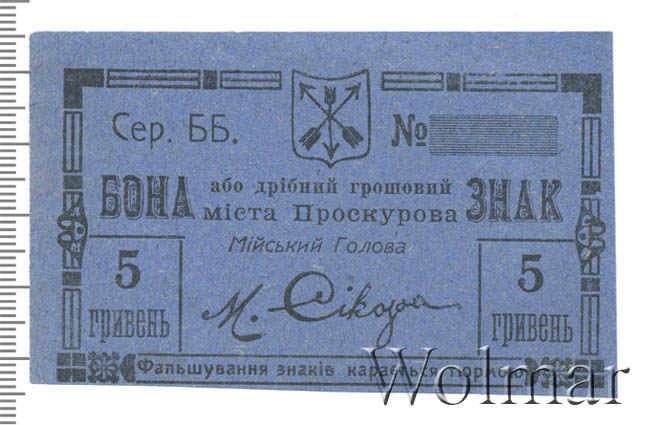 Сер. ББ. №
БОНА або дрібний грошовий ЗНАК
міста Проскурова
Мійський Голова
5 гривень
М. Сікора
5 гривень
Фальшування знаків карається тюрмою
Wolmar